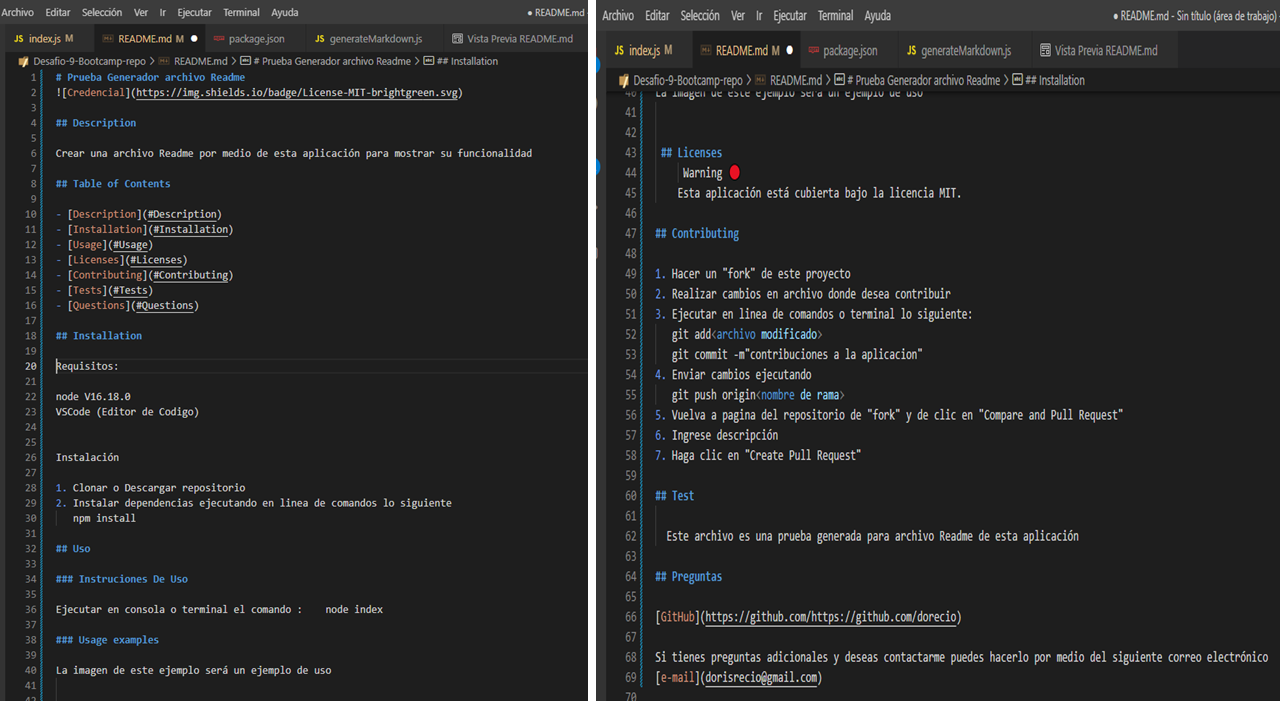 Archivo Editar Selección Ver Ir Ejecutar Terminal Ayuda ● README.md
JS index.js M README.md M ● package.json JS generateMarkdown.js Vista Previa README.md
Desafio-9-Bootcamp-repo > README.md > # Prueba Generador archivo Readme > ## Installation
1 # Prueba Generador archivo Readme
2 ![Credencial](https://img.shields.io/badge/License-MIT-brightgreen.svg)
3
4 ## Description
5
6 Crear una archivo Readme por medio de esta aplicación para mostrar su funcionalidad
7
8 ## Table of Contents
9
10 - [Description](#Description)
11 - [Installation](#Installation)
12 - [Usage](#Usage)
13 - [Licenses](#Licenses)
14 - [Contributing](#Contributing)
15 - [Tests](#Tests)
16 - [Questions](#Questions)
17
18 ## Installation
19
20 Requisitos:
21
22 node V16.18.0
23 VSCode (Editor de Codigo)
24
25
26 Instalación
27
28 1. Clonar o Descargar repositorio
29 2. Instalar dependencias ejecutando en linea de comandos lo siguiente
30 npm install
31
32 ## Uso
33
34 ### Instruciones De Uso
35
36 Ejecutar en consola o terminal el comando : node index
37
38 ### Usage examples
39
40 La imagen de este ejemplo será un ejemplo de uso
41
42
Archivo Editar Selección Ver Ir Ejecutar Terminal Ayuda ● README.md - Sin título (área de trabajo)
JS index.js M README.md M ● package.json JS generateMarkdown.js Vista Previa README.md
Desafio-9-Bootcamp-repo > README.md > # Prueba Generador archivo Readme > ## Installation
40 La imagen de este ejemplo será un ejemplo de uso
41
42
43 ## Licenses
44 Warning 🔴
45 Esta aplicación está cubierta bajo la licencia MIT.
46
47 ## Contributing
48
49 1. Hacer un "fork" de este proyecto
50 2. Realizar cambios en archivo donde desea contribuir
51 3. Ejecutar en linea de comandos o terminal lo siguiente:
52 git add<archivo modificado>
53 git commit -m"contribuciones a la aplicacion"
54 4. Enviar cambios ejecutando
55 git push origin<nombre de rama>
56 5. Vuelva a pagina del repositorio de "fork" y de clic en "Compare and Pull Request"
57 6. Ingrese descripción
58 7. Haga clic en "Create Pull Request"
59
60 ## Test
61
62 Este archivo es una prueba generada para archivo Readme de esta aplicación
63
64 ## Preguntas
65
66 [GitHub](https://github.com/https://github.com/dorecio)
67
68 Si tienes preguntas adicionales y deseas contactarme puedes hacerlo por medio del siguiente correo electrónico
69 [e-mail](dorisrecio@gmail.com)
70